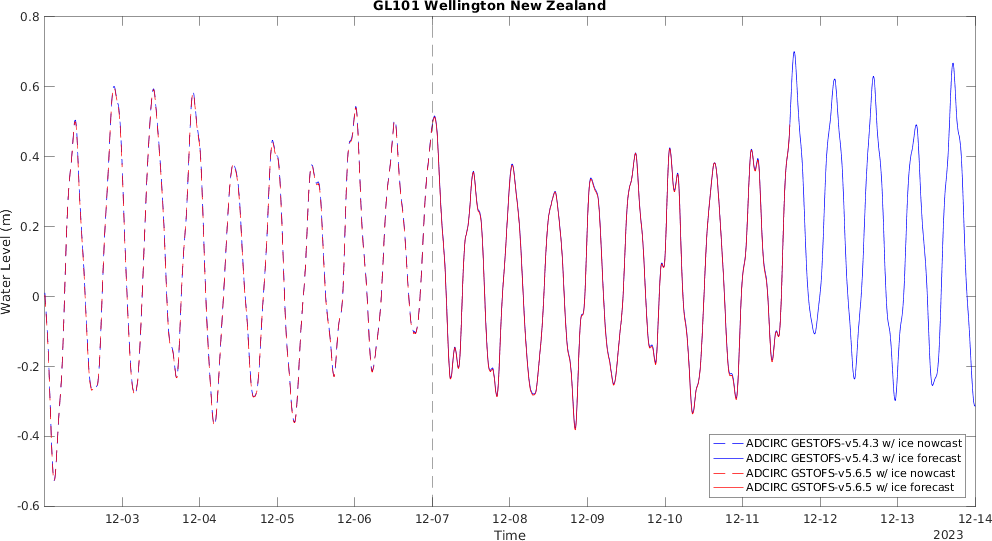 GL101 Wellington New Zealand
0.8
0.6
0.4
0.2
0
-0.2
-0.4
-0.6
Water Level (m)
12-03 12-04 12-05 12-06 12-07 12-08 12-09 12-10 12-11 12-12 12-13 12-14
Time
2023
ADCIRC GESTOFS-v5.4.3 w/ ice nowcast
ADCIRC GESTOFS-v5.4.3 w/ ice forecast
ADCIRC GSTOFS-v5.6.5 w/ ice nowcast
ADCIRC GSTOFS-v5.6.5 w/ ice forecast